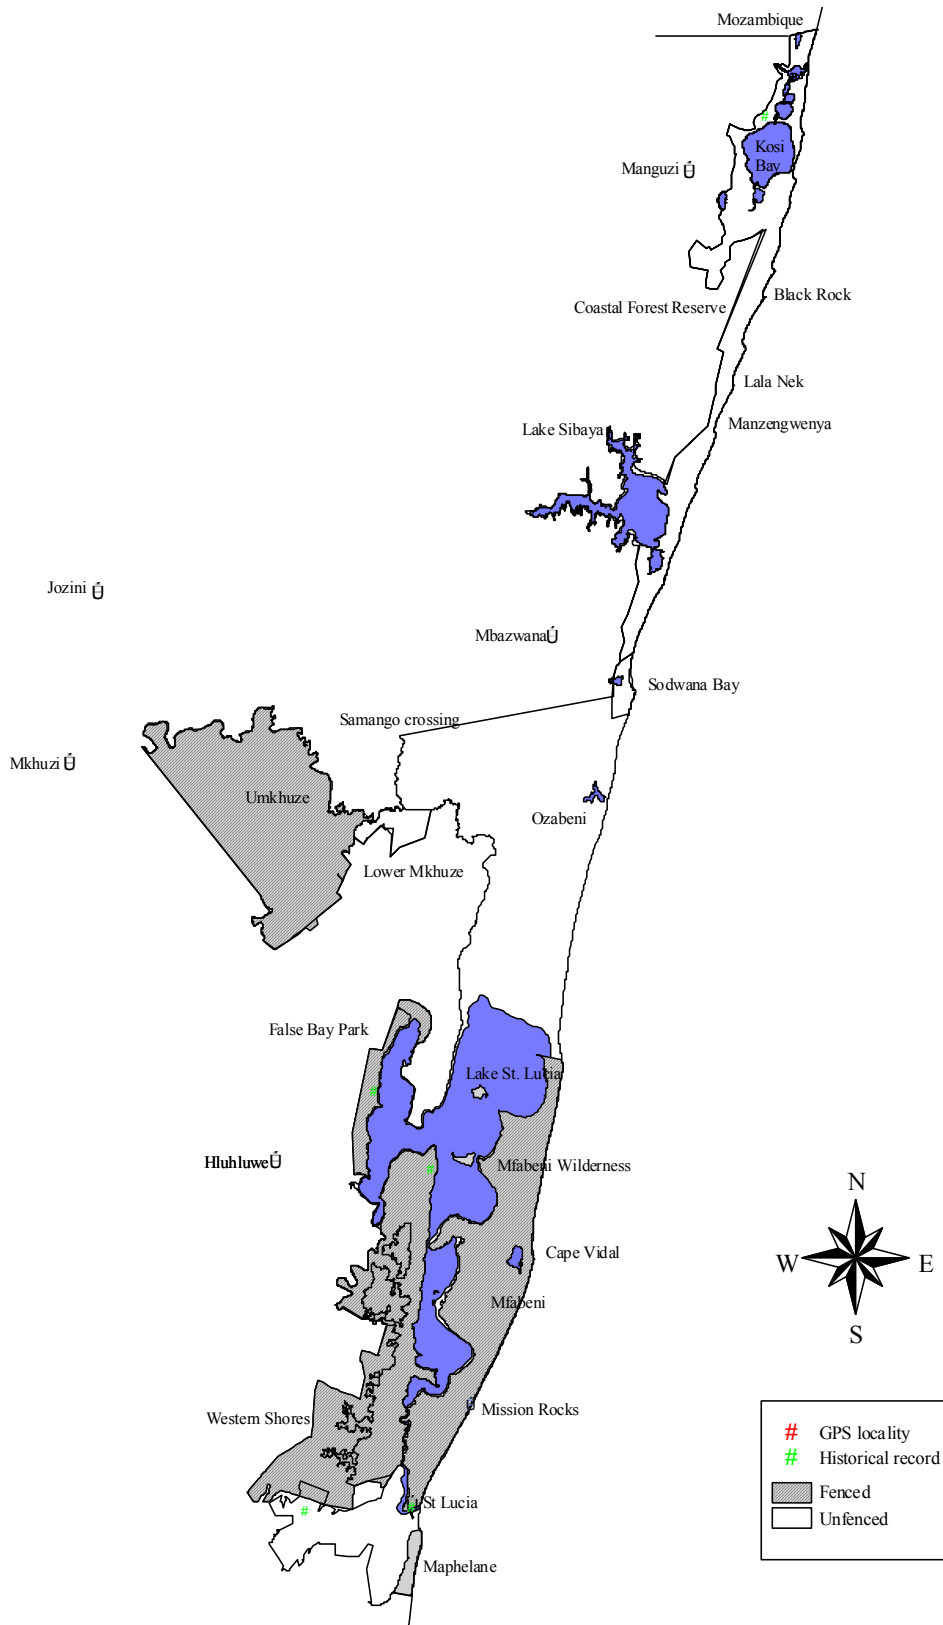 Mozambique
Kosi
Bay
Manguzi
Black Rock
Coastal Forest Reserve
Lala Nek
Manzengwenya
Lake Sibaya
Jozini
Mbazwana
Sodwana Bay
Samango crossing
Mkhuzi
Umkhuze
Ozabeni
Lower Mkhuze
False Bay Park
Lake St. Lucia
Hluhluwe
Mfabeni Wilderness
N
Cape Vidal
W
E
Mfabeni
S
Western Shores
Mission Rocks
# GPS locality
# Historical record
Fenced
St Lucia
Unfenced
Maphelane